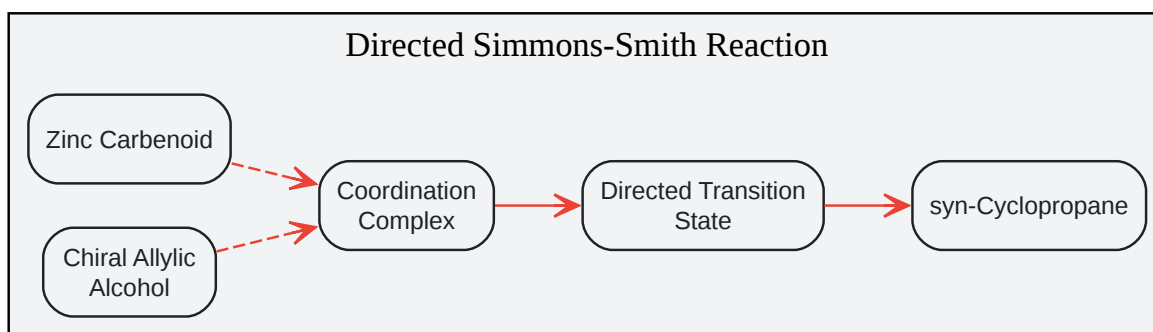 Directed Simmons-Smith Reaction
Zinc Carbenoid
Chiral Allylic
Alcohol
Coordination
Complex
Directed Transition
State
syn-Cyclopropane